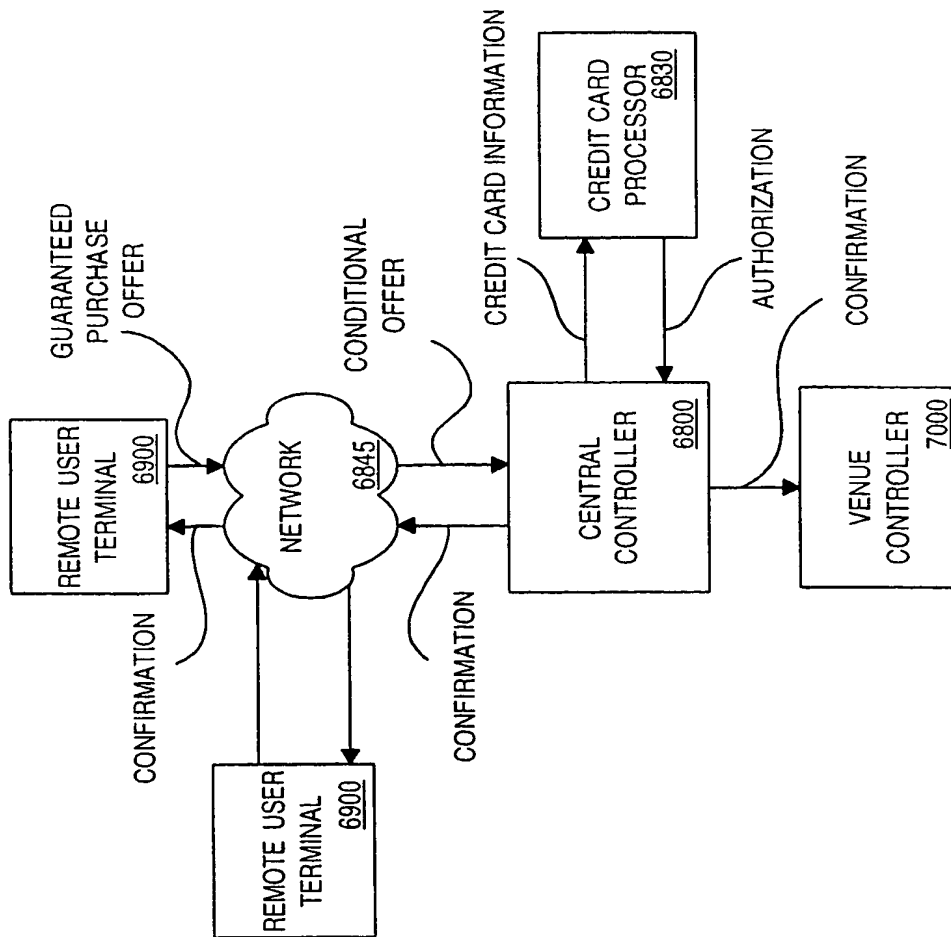 REMOTE USER
TERMINAL
6900
REMOTE USER
TERMINAL
6900
CONFIRMATION
GUARANTEED
PURCHASE
OFFER
NETWORK
6845
CONFIRMATION
CONDITIONAL
OFFER
CENTRAL
CONTROLLER
6800
CREDIT CARD INFORMATION
AUTHORIZATION
CREDIT CARD
PROCESSOR
6830
CONFIRMATION
VENUE
CONTROLLER
7000